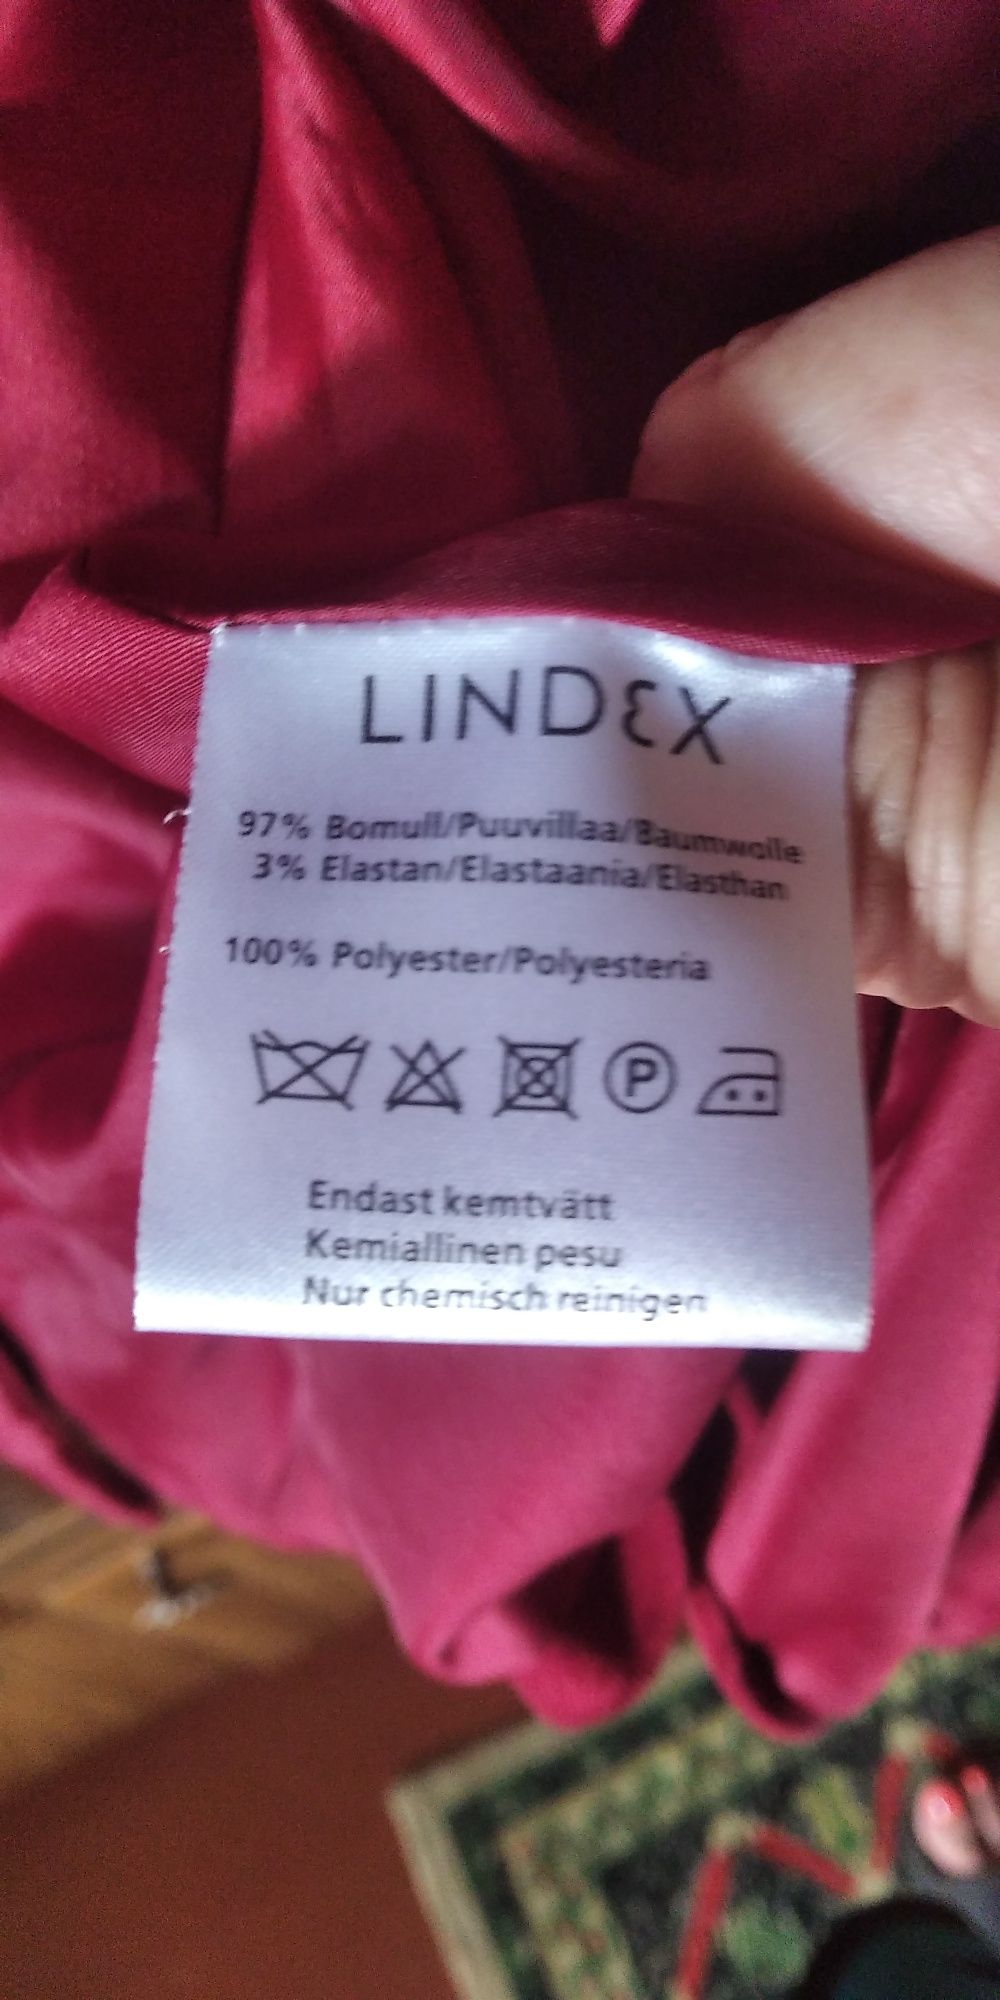 LINDEX
97% Bomull/Puuvillaa/Baumwolle
3% Elastan/Elastaania/Elasthan
100% Polyester/Polyesteria
P
Endast kemtvätt
Kemiallinen pesu
Nur chemisch reinigen